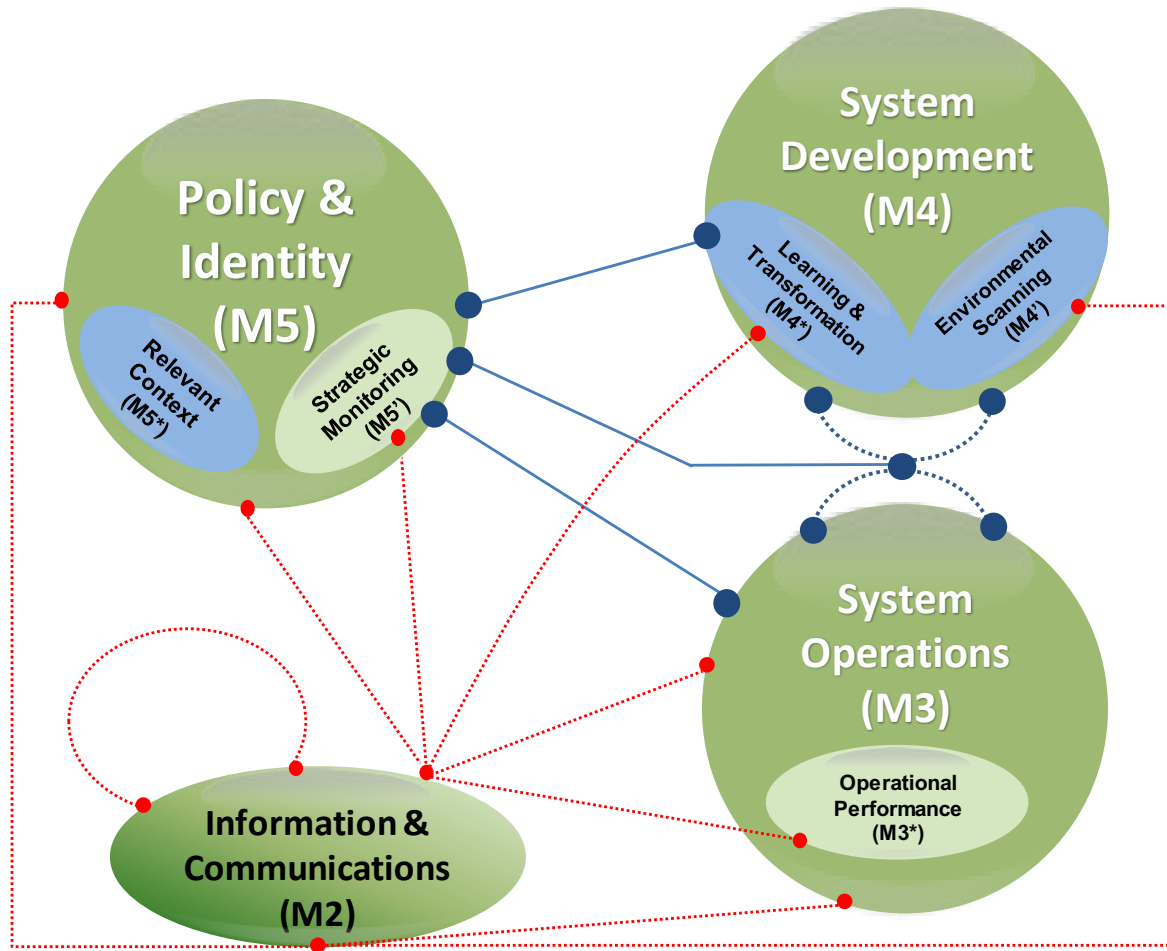 Policy &
Identity
(M5)
Relevant
Context
(M5*)
Strategic
Monitoring
(M5’)
System
Development
(M4)
Learning &
Transformation
(M4*)
Environmental
Scanning
(M4’)
System
Operations
(M3)
Operational
Performance
(M3*)
Information &
Communications
(M2)